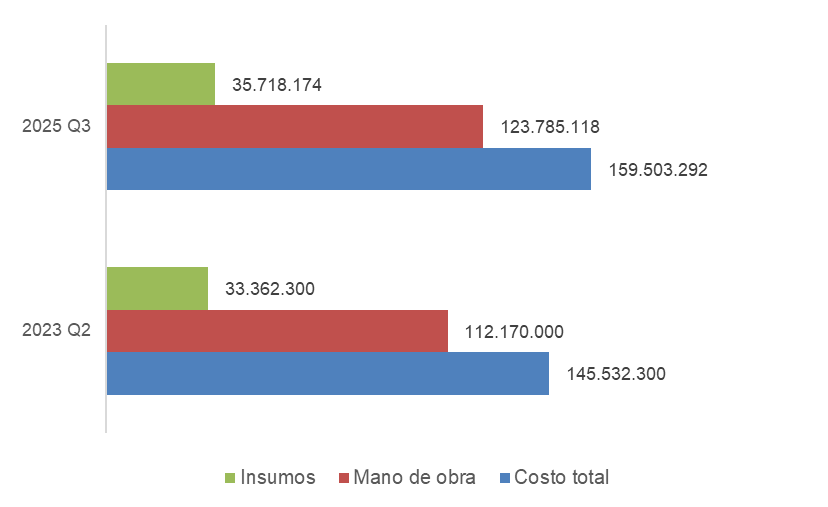 35.718.174
2025 Q3
123.785.118
159.503.292
33.362.300
2023 Q2
112.170.000
145.532.300
Insumos Mano de obra Costo total